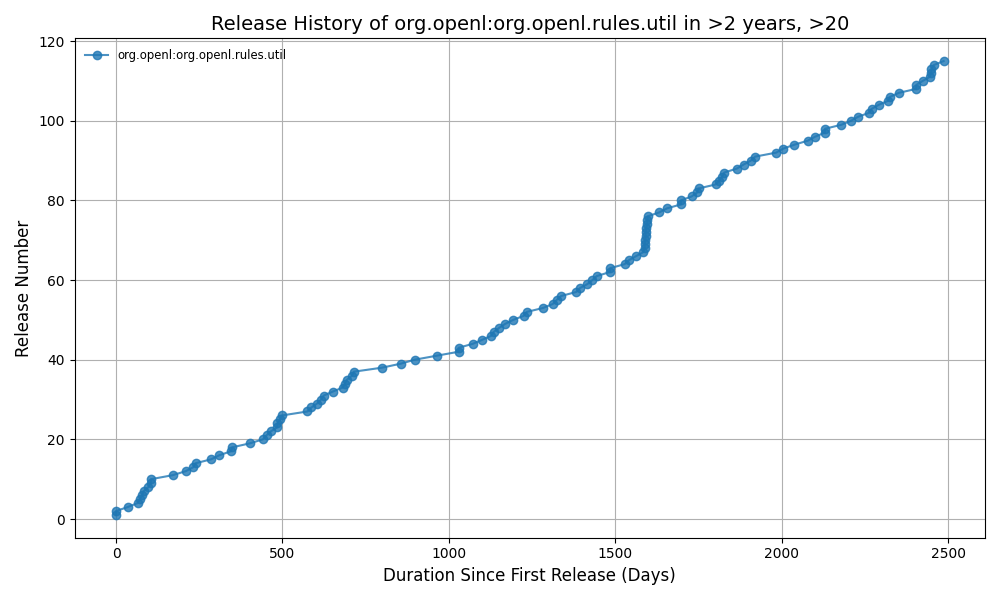 Release History of org.openl:org.openl.rules.util in >2 years, >20
org.openl:org.openl.rules.util
Release Number
120
100
80
60
40
20
0
0 500 1000 1500 2000 2500
Duration Since First Release (Days)